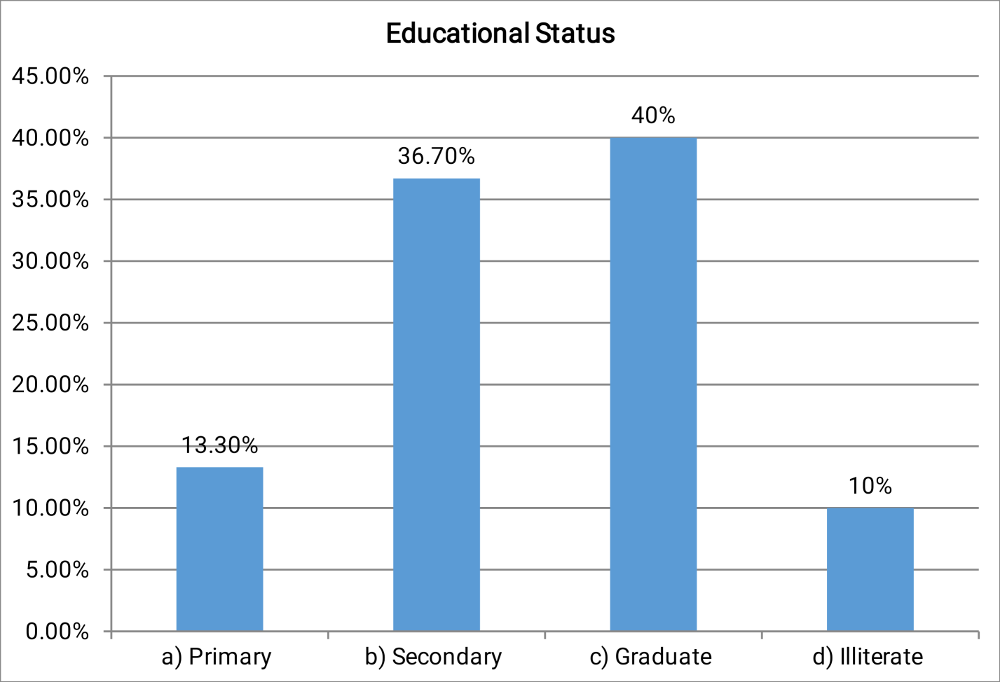 Educational Status
45.00%
40.00%
35.00%
30.00%
25.00%
20.00%
15.00%
10.00%
5.00%
0.00%
13.30%
36.70%
40%
10%
a) Primary
b) Secondary
c) Graduate
d) Illiterate